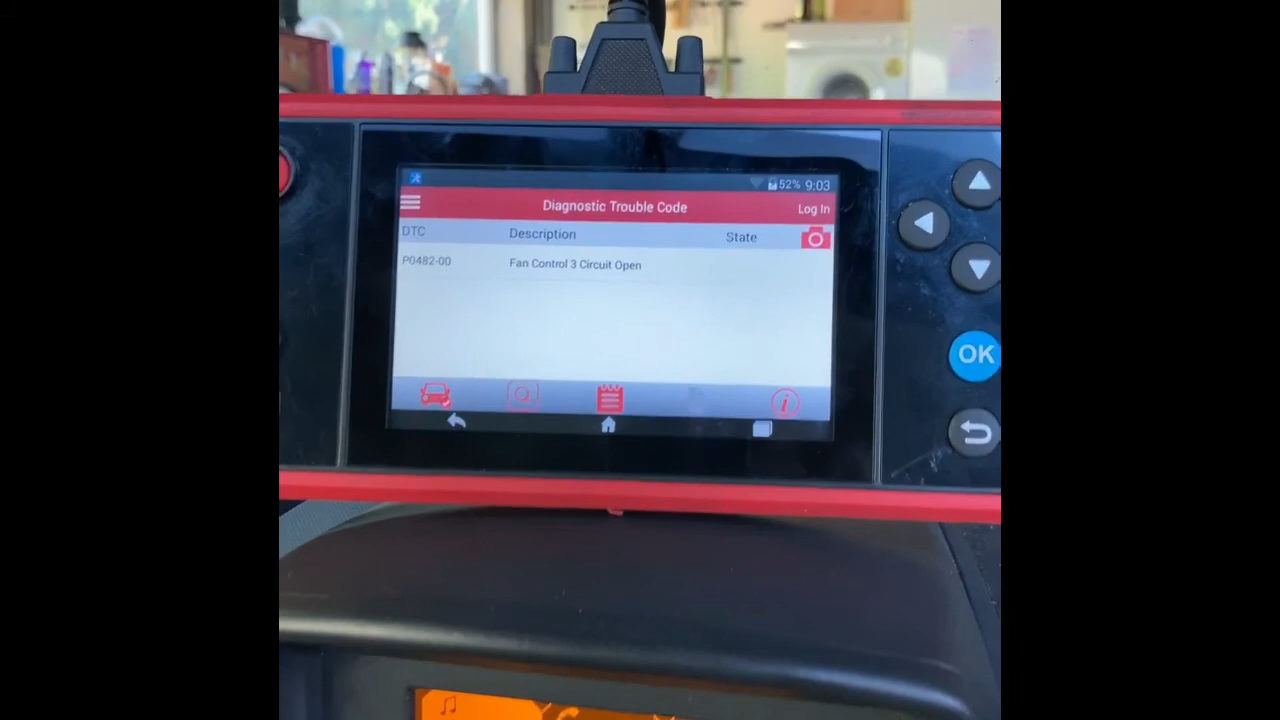 52% 9:03
Diagnostic Trouble Code Log In
DTC Description State
P0482-00 Fan Control 3 Circuit Open
OK